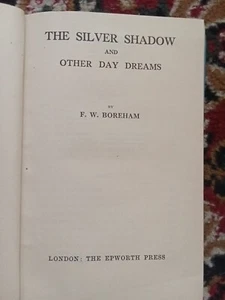 THE SILVER SHADOW
AND
OTHER DAY DREAMS
BY
F. W. BOREHAM
LONDON: THE EPWORTH PRESS